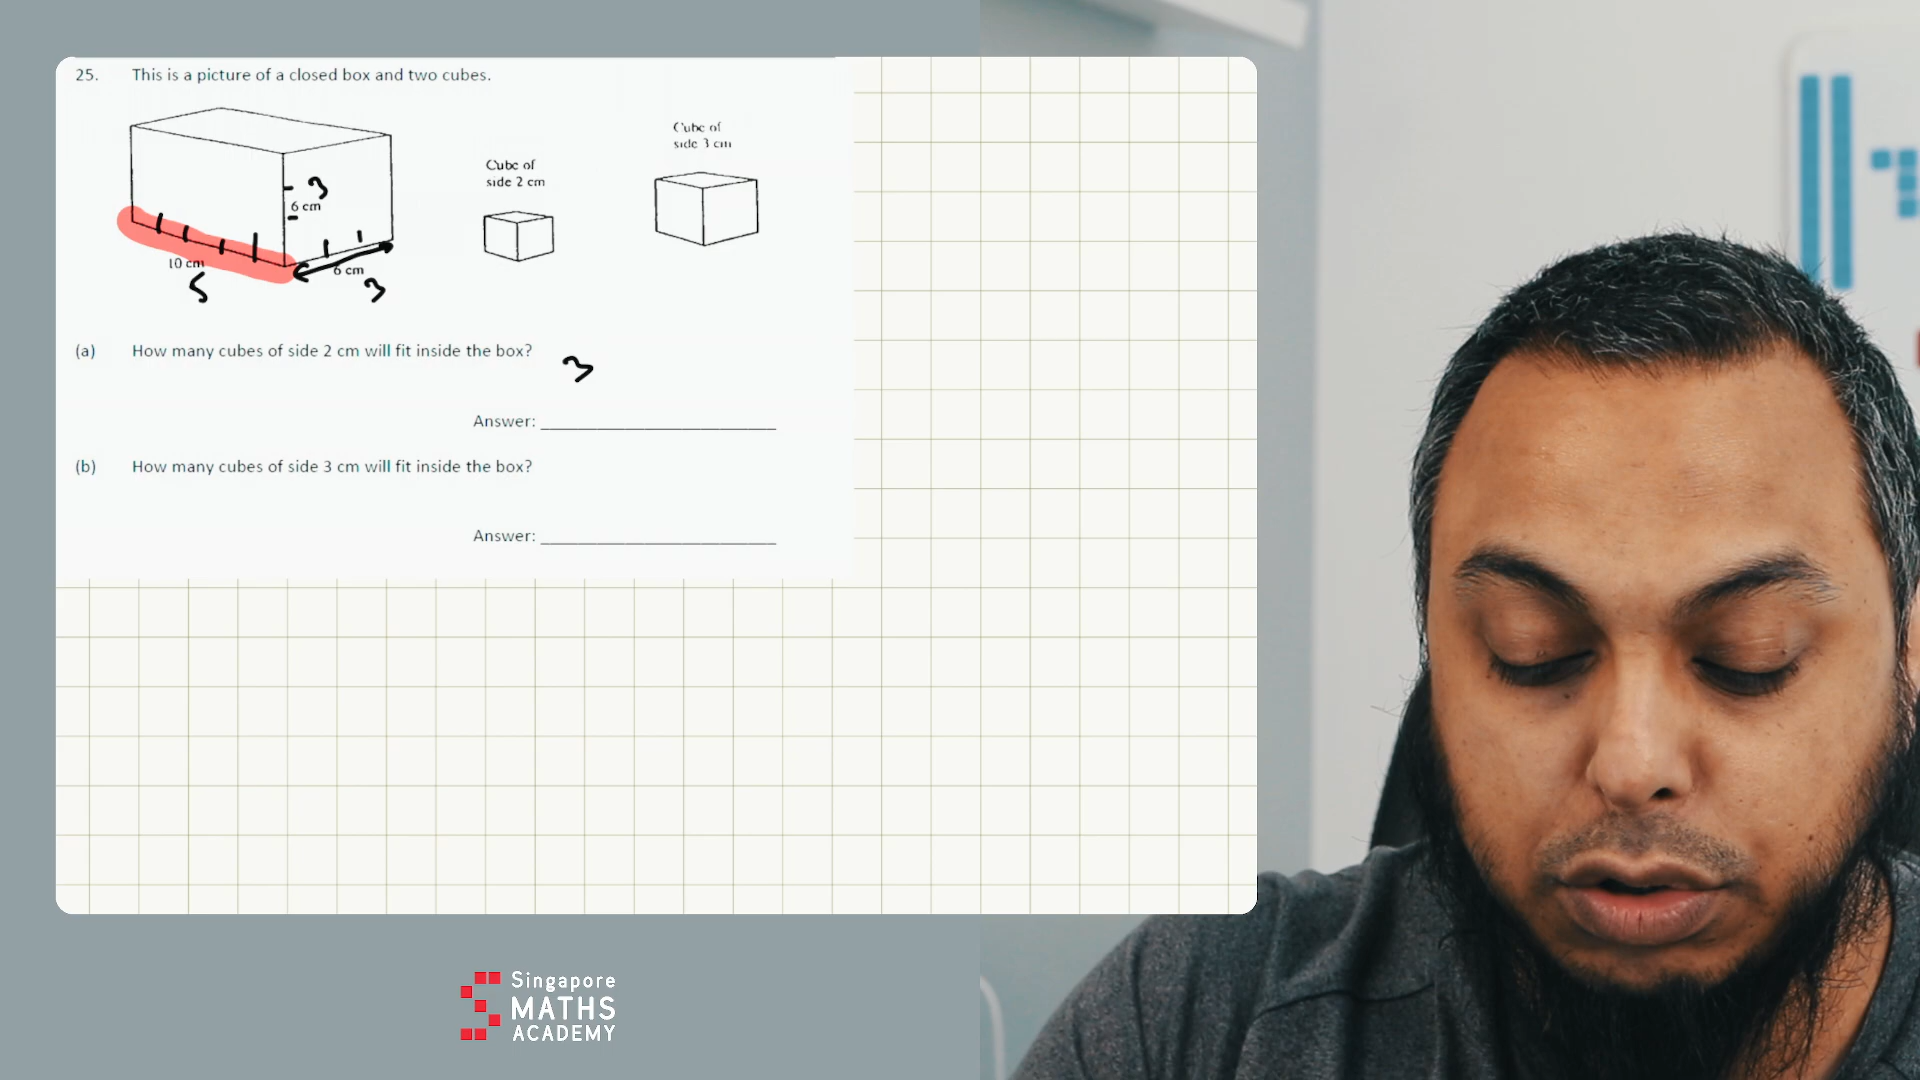 25. This is a picture of a closed box and two cubes.
Cube of
side 3 cm
Cube of
side 2 cm
3
6 cm
10 cm
6 cm
5
3
(a) How many cubes of side 2 cm will fit inside the box?
3
Answer:
(b) How many cubes of side 3 cm will fit inside the box?
Answer:
Singapore
MATHS
ACADEMY